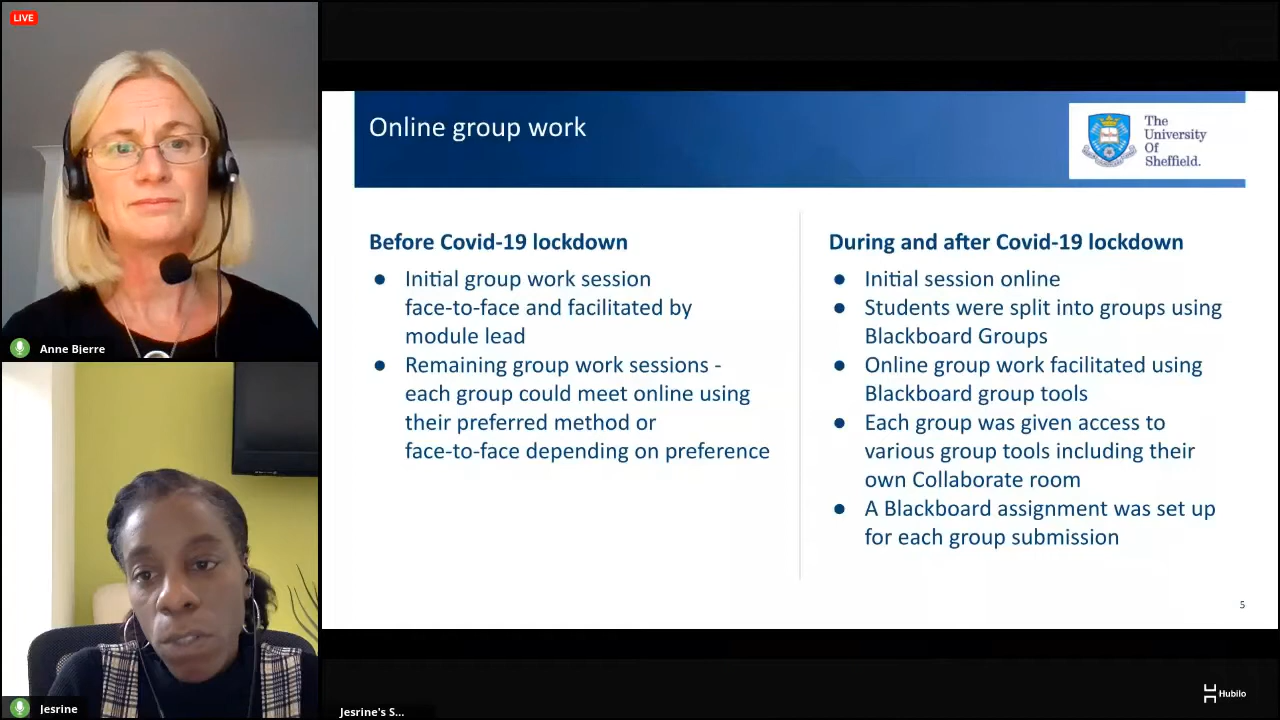 LIVE
Anne Bjerre
Jesrine
Online group work
The
University
Of
Sheffield.
Before Covid-19 lockdown
● Initial group work session
face-to-face and facilitated by
module lead
● Remaining group work sessions -
each group could meet online using
their preferred method or
face-to-face depending on preference
During and after Covid-19 lockdown
● Initial session online
● Students were split into groups using
Blackboard Groups
● Online group work facilitated using
Blackboard group tools
● Each group was given access to
various group tools including their
own Collaborate room
● A Blackboard assignment was set up
for each group submission
5
Jesrine's S...
Hubilo